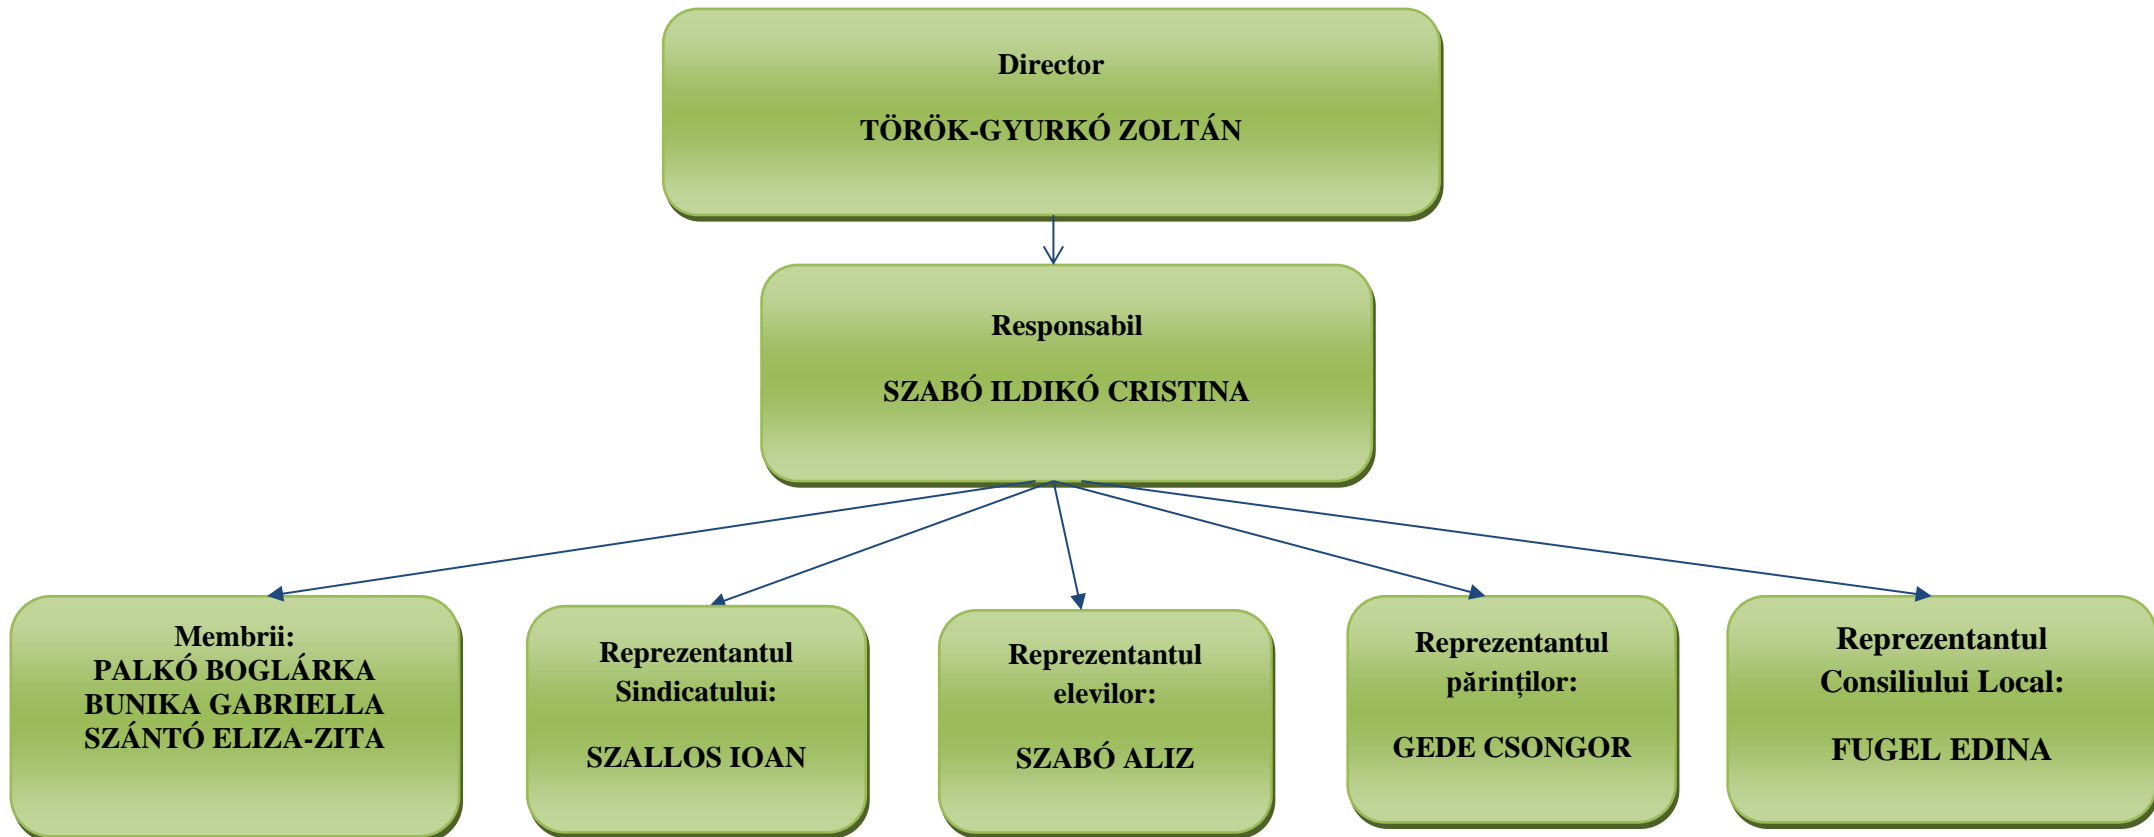 Director
TÖRÖK-GYURKÓ ZOLTÁN
Responsabil
SZABÓ ILDIKÓ CRISTINA
Membrii:
PALKÓ BOGLÁRKA
BUNIKA GABRIELLA
SZÁNTÓ ELIZA-ZITA
Reprezentantul
Sindicatului:
SZALLOS IOAN
Reprezentantul
elevilor:
SZABÓ ALIZ
Reprezentantul
părinților:
GEDE CSONGOR
Reprezentantul
Consiliului Local:
FUGEL EDINA